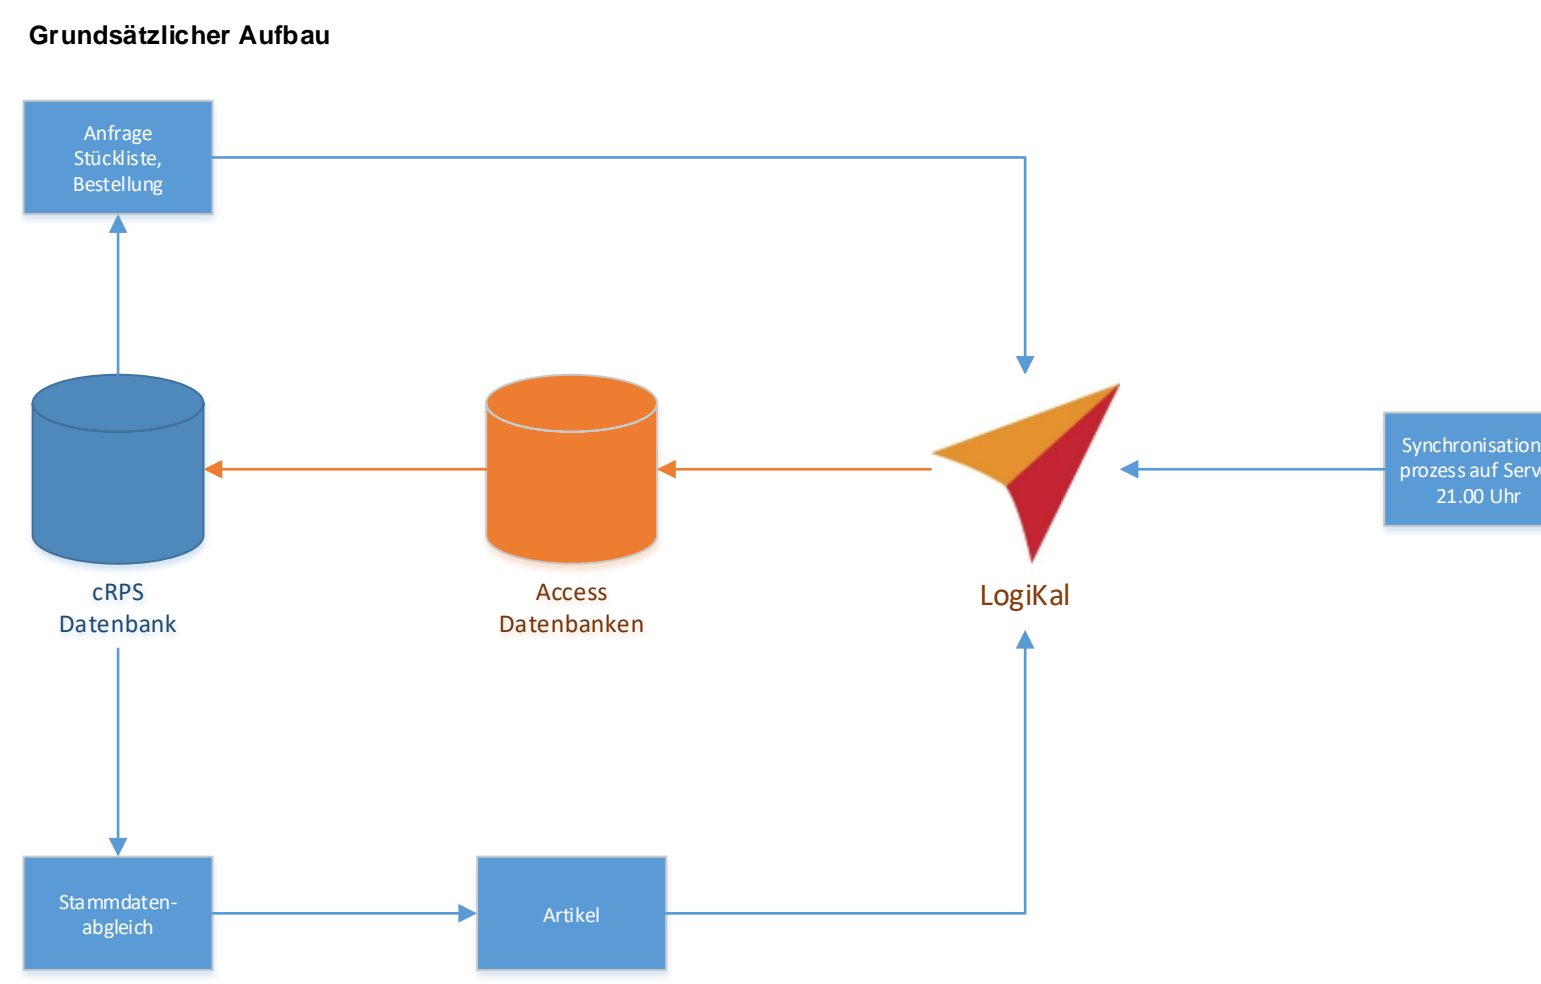 Grundsätzlicher Aufbau
Anfrage
Stückliste,
Bestellung
cRPS
Datenbank
Access
Datenbanken
LogiKal
Synchronisation
prozess auf Serv
21.00 Uhr
Stammdaten-
abgleich
Artikel